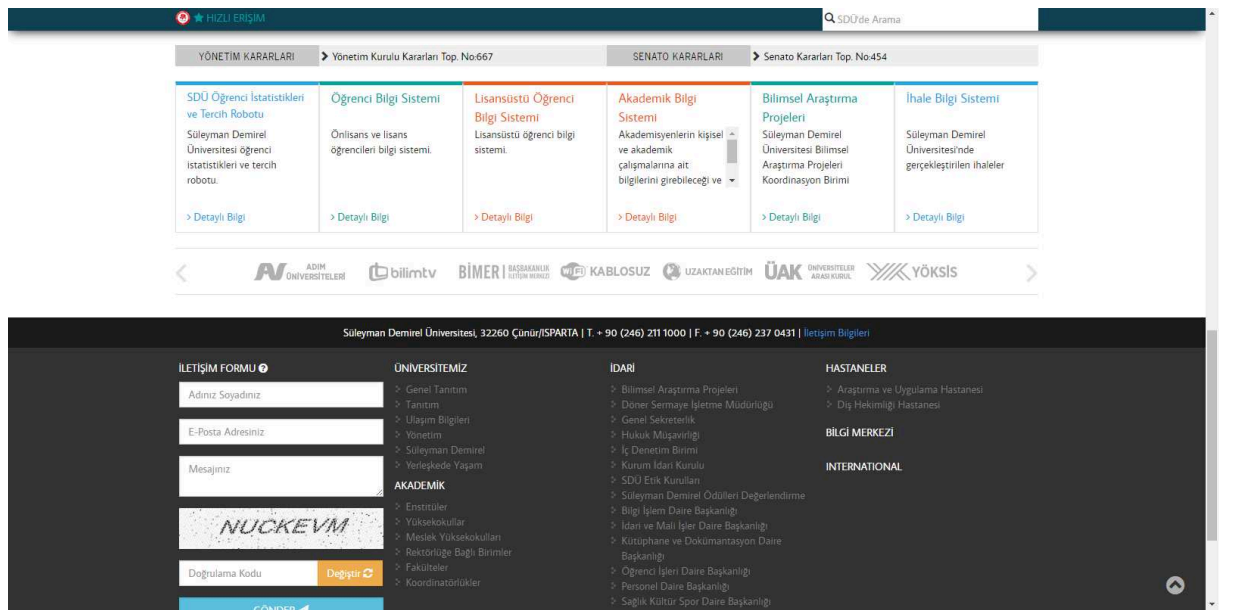 HIZLI ERİŞİM
SDÜ'de Arama
YÖNETİM KARARLARI
Yönetim Kurulu Kararları Top. No:667
SENATO KARARLARI
Senato Kararları Top. No:454
SDÜ Öğrenci İstatistikleri
ve Tercih Robotu
Süleyman Demirel
Üniversitesi öğrenci
istatistikleri ve tercih
robotu.
> Detaylı Bilgi
Öğrenci Bilgi Sistemi
Önlisans ve lisans
öğrencileri bilgi sistemi.
> Detaylı Bilgi
Lisansüstü Öğrenci
Bilgi Sistemi
Lisansüstü öğrenci bilgi
sistemi.
> Detaylı Bilgi
Akademik Bilgi
Sistemi
Akademisyenlerin kişisel
ve akademik
çalışmalarına ait
bilgilerini girebileceği ve
> Detaylı Bilgi
Bilimsel Araştırma
Projeleri
Süleyman Demirel
Üniversitesi Bilimsel
Araştırma Projeleri
Koordinasyon Birimi
> Detaylı Bilgi
İhale Bilgi Sistemi
Süleyman Demirel
Üniversitesi'nde
gerçekleştirilen ihaleler
> Detaylı Bilgi
ADIM
ÜNİVERSİTELERİ
bilimtv
BİMER BAŞBAKANLIK
İLETİŞİM MERKEZİ
WiFi KABLOSUZ
UZAKTAN EĞİTİM
ÜAK ÜNİVERSİTELER
ARASI KURUL
YÖKSİS
Süleyman Demirel Üniversitesi, 32260 Çünür/ISPARTA | T. + 90 (246) 211 1000 | F. + 90 (246) 237 0431 | İletişim Bilgileri
İLETİŞİM FORMU
Adınız Soyadınız
E-Posta Adresiniz
Mesajınız
NUCKEVM
Doğrulama Kodu
Değiştir
GÖNDER
ÜNİVERSİTEMİZ
Genel Tanıtım
Tanıtım
Ulaşım Bilgileri
Yönetim
Süleyman Demirel
Yerleşkede Yaşam
AKADEMİK
Enstitüler
Yüksekokullar
Meslek Yüksekokulları
Rektörlüğe Bağlı Birimler
Fakülteler
Koordinatörlükler
İDARİ
Bilimsel Araştırma Projeleri
Döner Sermaye İşletme Müdürlüğü
Genel Sekreterlik
Hukuk Müşavirliği
İç Denetim Birimi
Kurum İdari Kurulu
SDÜ Etik Kurulları
Süleyman Demirel Ödülleri Değerlendirme
Bilgi İşlem Daire Başkanlığı
İdari ve Mali İşler Daire Başkanlığı
Kütüphane ve Dokümantasyon Daire
Başkanlığı
Öğrenci İşleri Daire Başkanlığı
Personel Daire Başkanlığı
Sağlık Kültür Spor Daire Başkanlığı
HASTANELER
Araştırma ve Uygulama Hastanesi
Diş Hekimliği Hastanesi
BİLGİ MERKEZİ
INTERNATIONAL